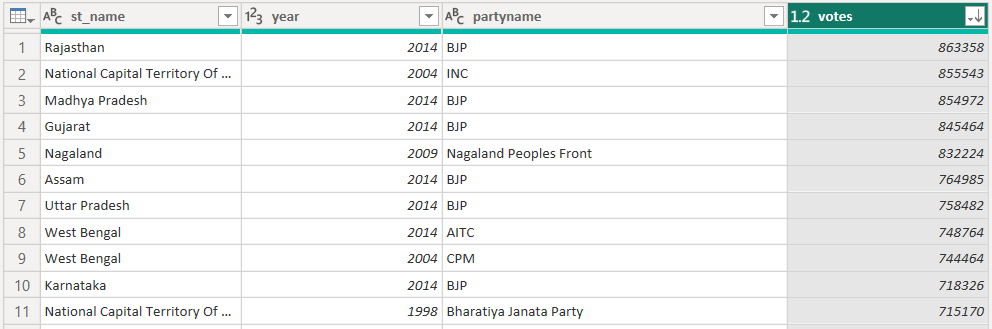 ABC st_name 123 year ABC partyname 1.2 votes
1 Rajasthan 2014 BJP 863358
2 National Capital Territory Of ... 2004 INC 855543
3 Madhya Pradesh 2014 BJP 854972
4 Gujarat 2014 BJP 845464
5 Nagaland 2009 Nagaland Peoples Front 832224
6 Assam 2014 BJP 764985
7 Uttar Pradesh 2014 BJP 758482
8 West Bengal 2014 AITC 748764
9 West Bengal 2004 CPM 744464
10 Karnataka 2014 BJP 718326
11 National Capital Territory Of ... 1998 Bharatiya Janata Party 715170